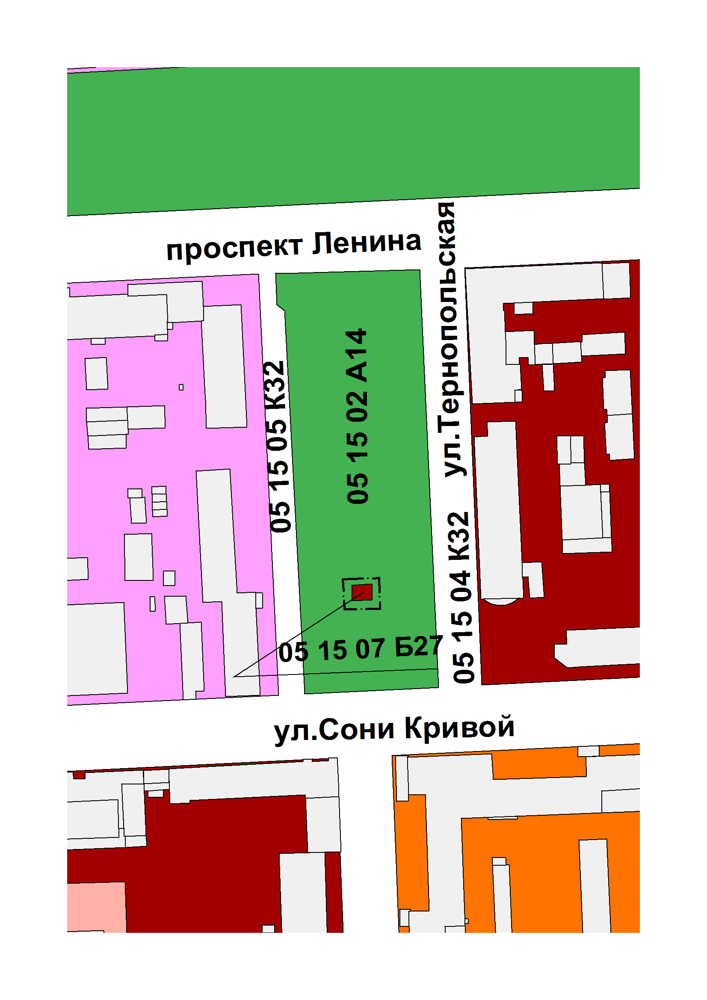 проспект Ленина
ул.Тернопольская
05 15 05 К32
05 15 02 А14
05 15 04 К32
05 15 07 Б27
ул.Сони Кривой